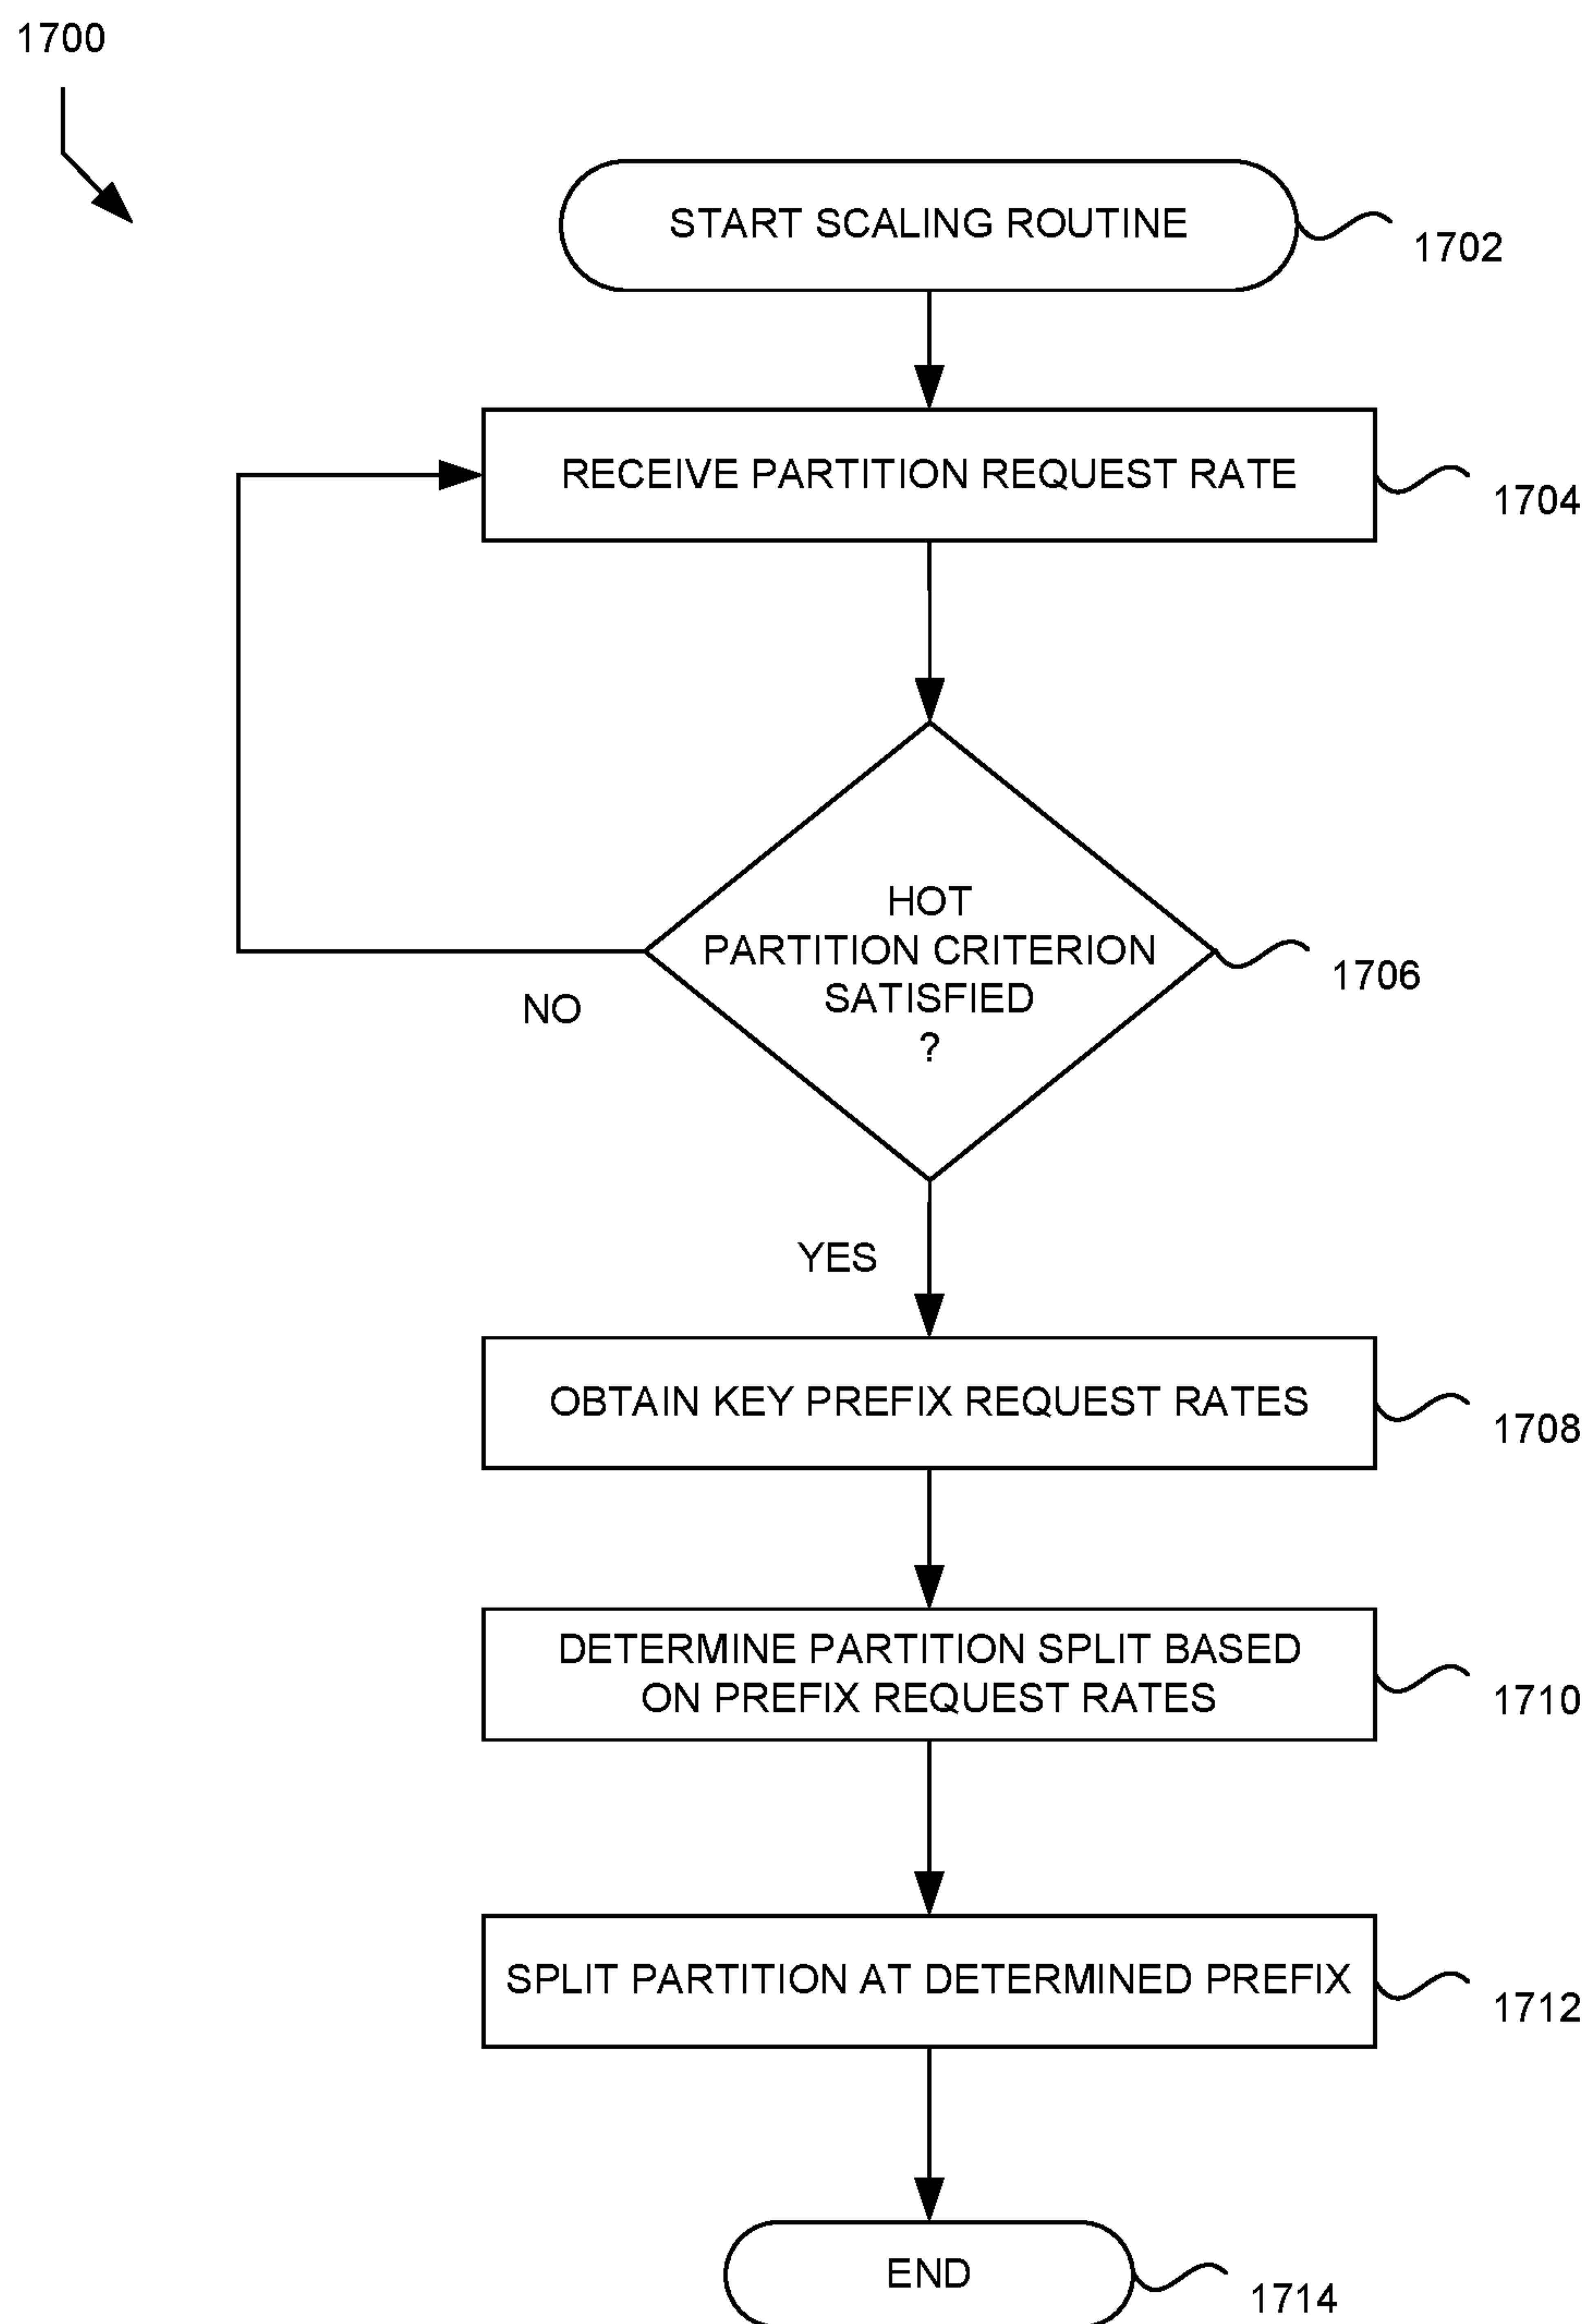 1700
START SCALING ROUTINE
1702
RECEIVE PARTITION REQUEST RATE
1704
HOT
PARTITION CRITERION
SATISFIED
?
1706
NO
YES
OBTAIN KEY PREFIX REQUEST RATES
1708
DETERMINE PARTITION SPLIT BASED
ON PREFIX REQUEST RATES
1710
SPLIT PARTITION AT DETERMINED PREFIX
1712
END
1714